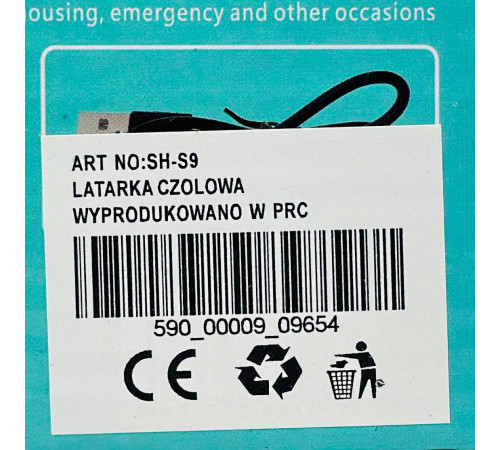 ousing, emergency and other occasions
ART NO:SH-S9
LATARKA CZOLOWA
WYPRODUKOWANO W PRC
590_00009_09654
CE